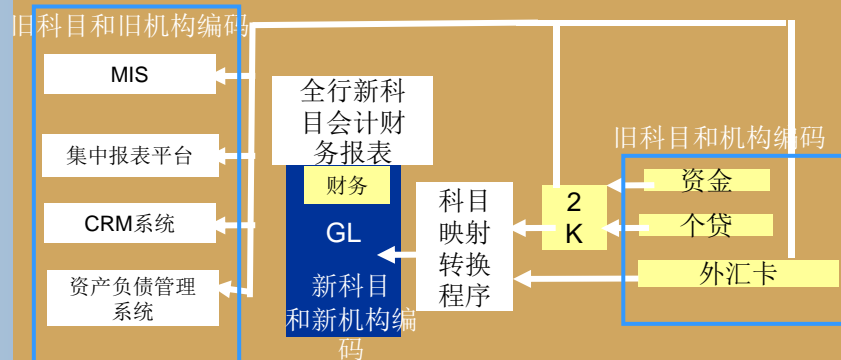 旧科目和旧机构编码
MIS
集中报表平台
CRM系统
资产负债管理
系统
全行新科
目会计财
务报表
财务
GL
新科目
和新机构编
码
科目
映射
转换
程序
2
K
旧科目和机构编码
资金
个贷
外汇卡